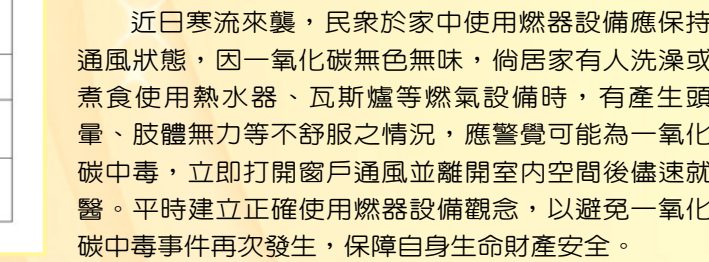 近日寒流來襲，民眾於家中使用燃器設備應保持
通風狀態，因一氧化碳無色無味，倘居家有人洗澡或
煮食使用熱水器、瓦斯爐等燃氣設備時，有產生頭
暈、肢體無力等不舒服之情況，應警覺可能為一氧化
碳中毒，立即打開窗戶通風並離開室內空間後儘速就
醫。平時建立正確使用燃器設備觀念，以避免一氧化
碳中毒事件再次發生，保障自身生命財產安全。